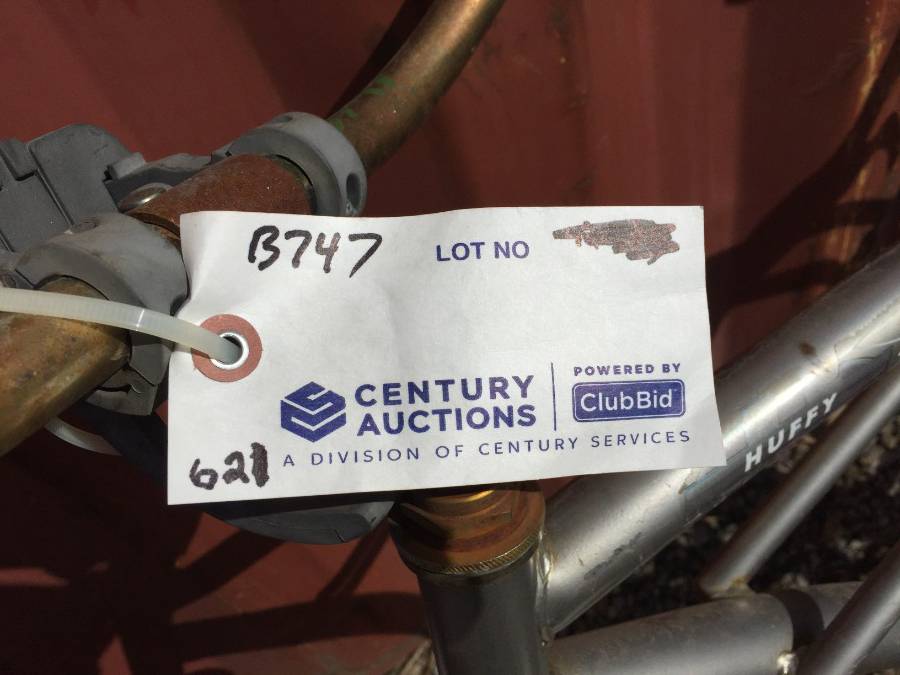 B747 LOT NO
CENTURY
AUCTIONS
POWERED BY
ClubBid
A DIVISION OF CENTURY SERVICES
621
HUFFY